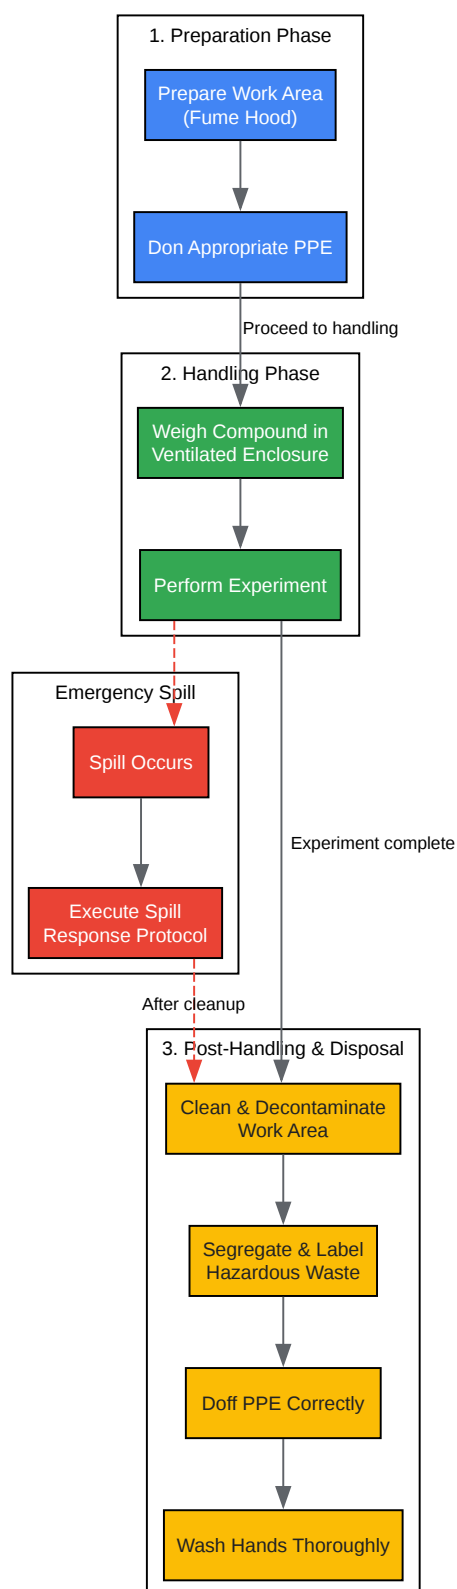 1. Preparation Phase
Prepare Work Area
(Fume Hood)
Don Appropriate PPE
Proceed to handling
2. Handling Phase
Weigh Compound in
Ventilated Enclosure
Perform Experiment
Emergency Spill
Spill Occurs
Experiment complete
Execute Spill
Response Protocol
After cleanup
3. Post-Handling & Disposal
Clean & Decontaminate
Work Area
Segregate & Label
Hazardous Waste
Doff PPE Correctly
Wash Hands Thoroughly